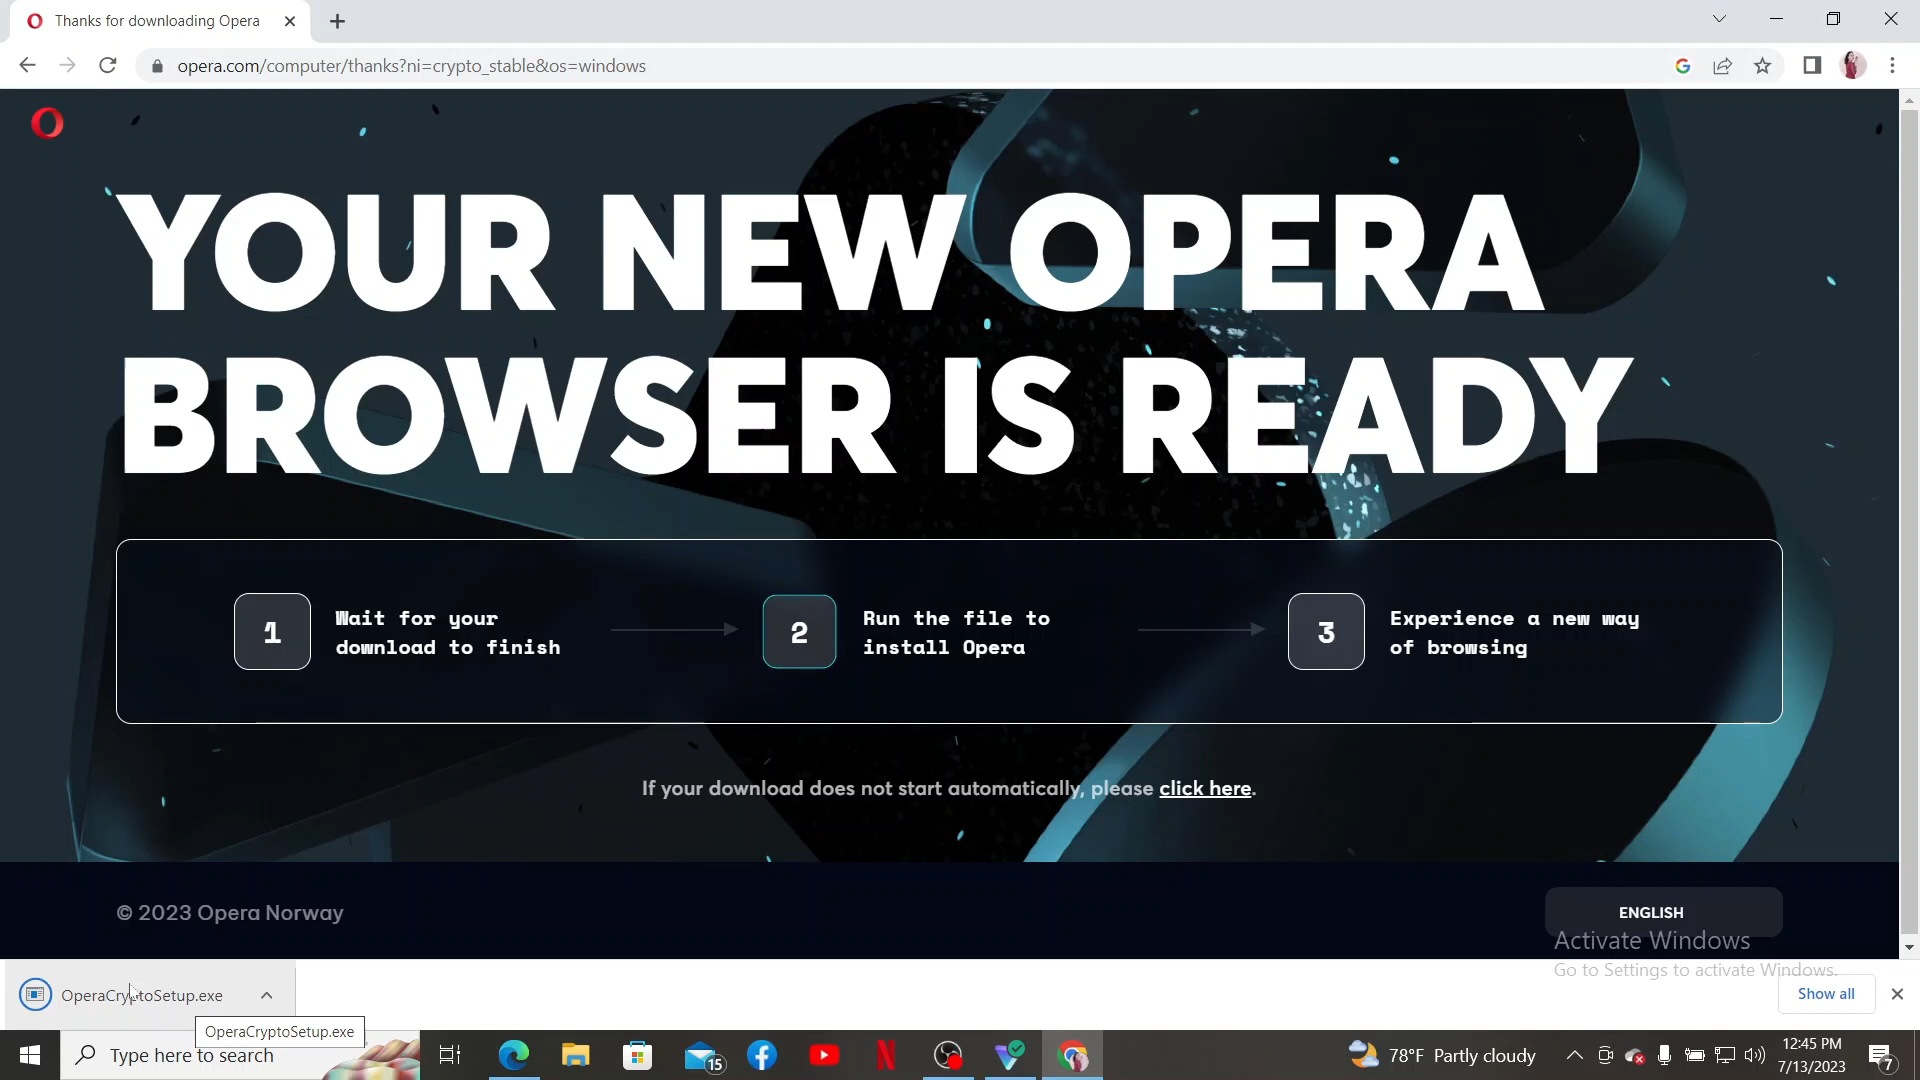 Thanks for downloading Opera
opera.com/computer/thanks?ni=crypto_stable&os=windows
YOUR NEW OPERA
BROWSER IS READY
1
Wait for your
download to finish
2
Run the file to
install Opera
3
Experience a new way
of browsing
If your download does not start automatically, please click here.
© 2023 Opera Norway
ENGLISH
Activate Windows
Go to Settings to activate Windows.
OperaCryptoSetup.exe
Show all
OperaCryptoSetup.exe
Type here to search
15
78°F Partly cloudy
12:45 PM
7/13/2023
7